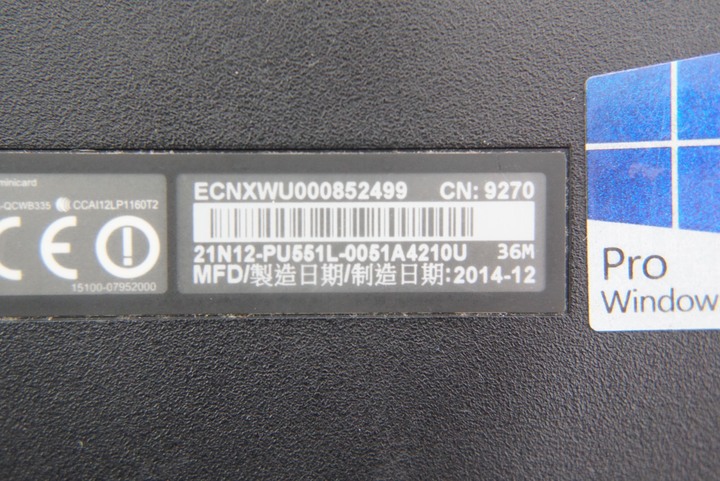 minicard
-QCWB335 CCAI12LP1160T2
CE
15100-07952000
ECNXWU000852499 CN: 9270
21N12-PU551L-0051A4210U 36M
MFD/製造日期/制造日期:2014-12
Pro
Window